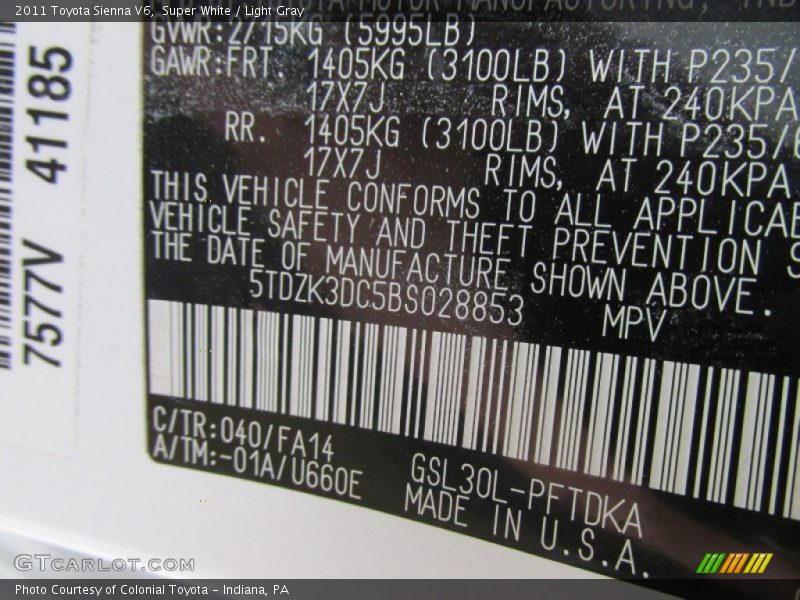 2011 Toyota Sienna V6, Super White / Light Gray
MOTOR MANUFACTURING,
GVWR:2715KG (5995LB)
GAWR:FRT. 1405KG (3100LB) WITH P235/
17X7J RIMS, AT 240KPA
RR. 1405KG (3100LB) WITH P235/6
17X7J RIMS, AT 240KPA
THIS VEHICLE CONFORMS TO ALL
VEHICLE SAFETY AND THEFT PREVENTION S
THE DATE OF MANUFACTURE SHOWN ABOVE.
5TDZK3DC5BS028853 MPV
C/TR:040/FA14
A/TM:-01A/U660E
GSL30L-PFTDKA
MADE IN U.S.A.
7577V 41185
GTCARLOT.COM
Photo Courtesy of Colonial Toyota - Indiana, PA